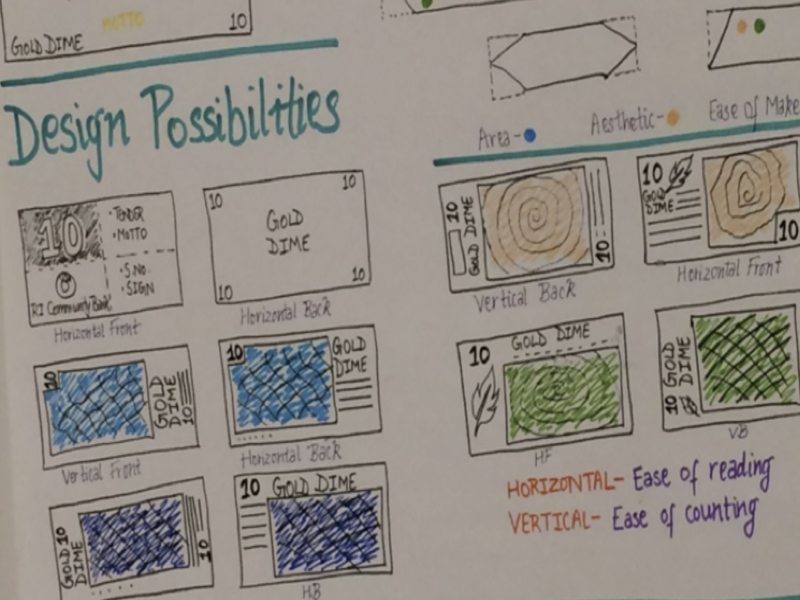 MOTTO
10
GOLD DIME
Design Possibilities
Area-
Aesthetic-
Ease of Make
10
• TENDER
• MOTTO
• S.NO.
• SIGN
RI Community Bank
Horizontal Front
10
10
GOLD
DIME
10
10
Horizontal Back
10
GOLD DIME
10
Vertical Back
10
GOLD
DIME
10
Horizontal Front
10
GOLD
DIME
10
Vertical Front
10
GOLD
DIME
Horizontal Back
10
GOLD DIME
HF
10 GOLD
DIME
VB
GOLD 10
DIME
10
10 GOLD DIME
HB
HORIZONTAL- Ease of reading
VERTICAL- Ease of counting